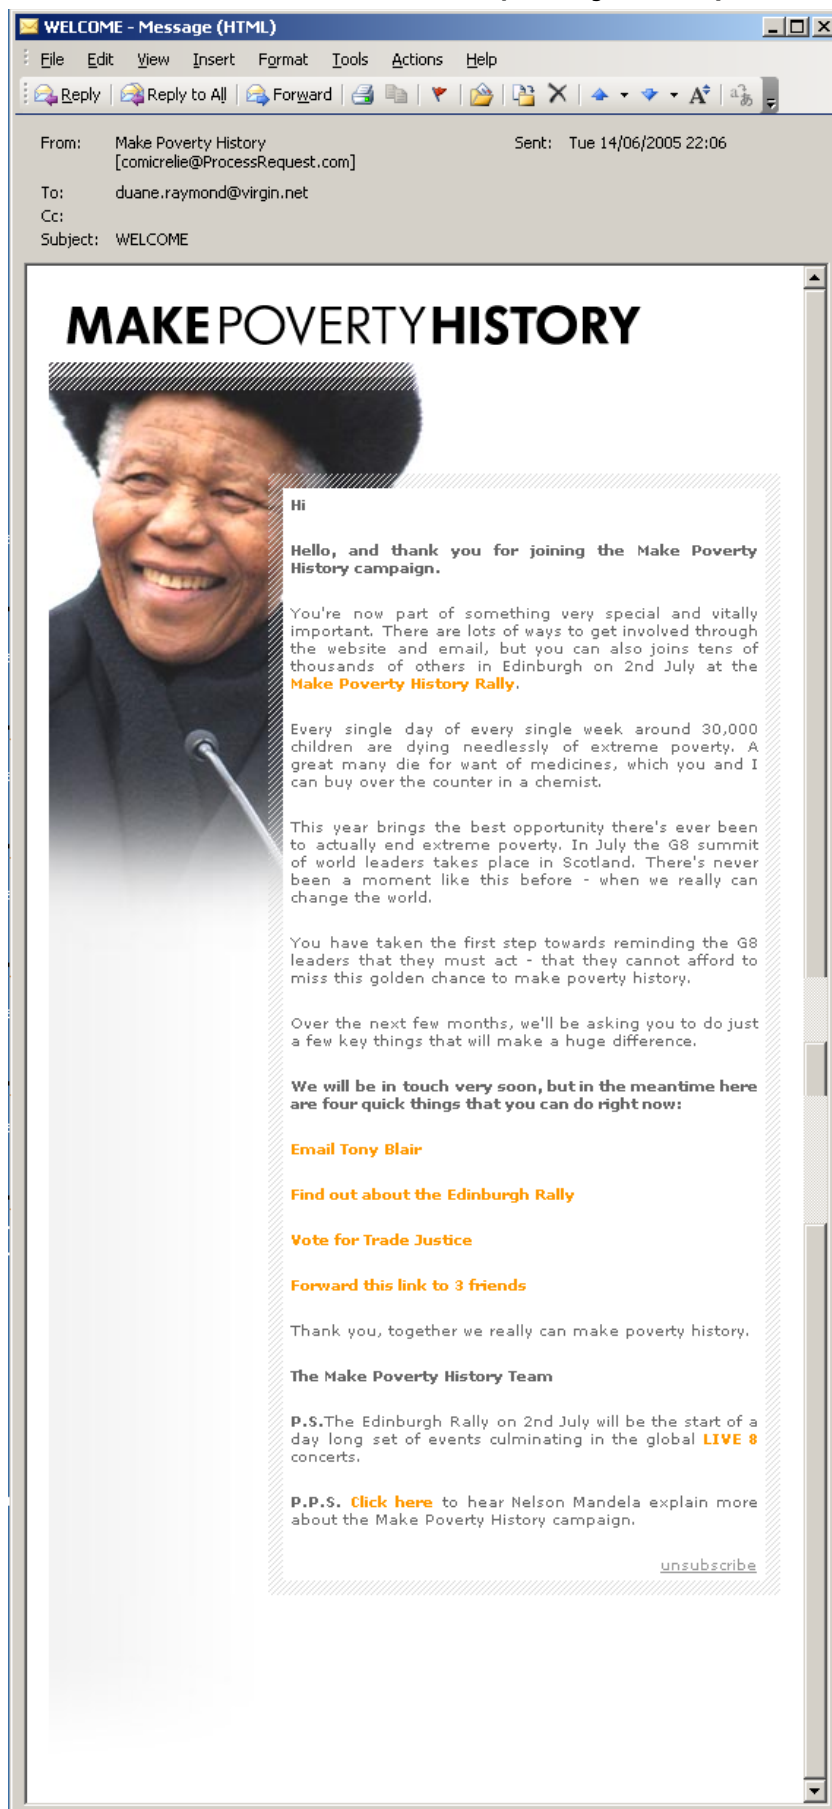 WELCOME - Message (HTML)
File Edit View Insert Format Tools Actions Help
Reply Reply to All Forward
From: Make Poverty History Sent: Tue 14/06/2005 22:06
[comicrelie@ProcessRequest.com]
To: duane.raymond@virgin.net
Cc:
Subject: WELCOME
MAKEPOVERTYHISTORY
Hi
Hello, and thank you for joining the Make Poverty
History campaign.
You're now part of something very special and vitally
important. There are lots of ways to get involved through
the website and email, but you can also joins tens of
thousands of others in Edinburgh on 2nd July at the
Make Poverty History Rally.
Every single day of every single week around 30,000
children are dying needlessly of extreme poverty. A
great many die for want of medicines, which you and I
can buy over the counter in a chemist.
This year brings the best opportunity there's ever been
to actually end extreme poverty. In July the G8 summit
of world leaders takes place in Scotland. There's never
been a moment like this before - when we really can
change the world.
You have taken the first step towards reminding the G8
leaders that they must act - that they cannot afford to
miss this golden chance to make poverty history.
Over the next few months, we'll be asking you to do just
a few key things that will make a huge difference.
We will be in touch very soon, but in the meantime here
are four quick things that you can do right now:
Email Tony Blair
Find out about the Edinburgh Rally
Vote for Trade Justice
Forward this link to 3 friends
Thank you, together we really can make poverty history.
The Make Poverty History Team
P.S.The Edinburgh Rally on 2nd July will be the start of a
day long set of events culminating in the global LIVE 8
concerts.
P.P.S. Click here to hear Nelson Mandela explain more
about the Make Poverty History campaign.
unsubscribe